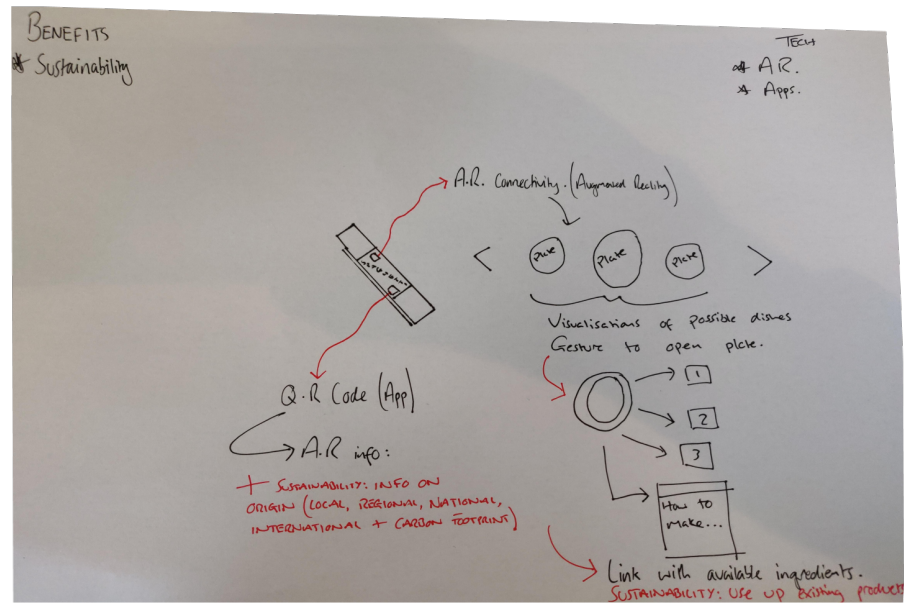 BENEFITS
* Sustainability
TECH
* A.R.
* Apps.
A.R. Connectivity. (Augmented Reality)
< plate plate plate >
Visualisations of possible dishes
Gesture to open plate.
1
2
3
How to
make...
Q.R Code (App)
A.R info:
+ SUSTAINABILITY: INFO ON
ORIGIN (LOCAL, REGIONAL, NATIONAL,
INTERNATIONAL + CARBON FOOTPRINT)
Link with available ingredients.
SUSTAINABILITY: USE UP EXISTING PRODUCTS